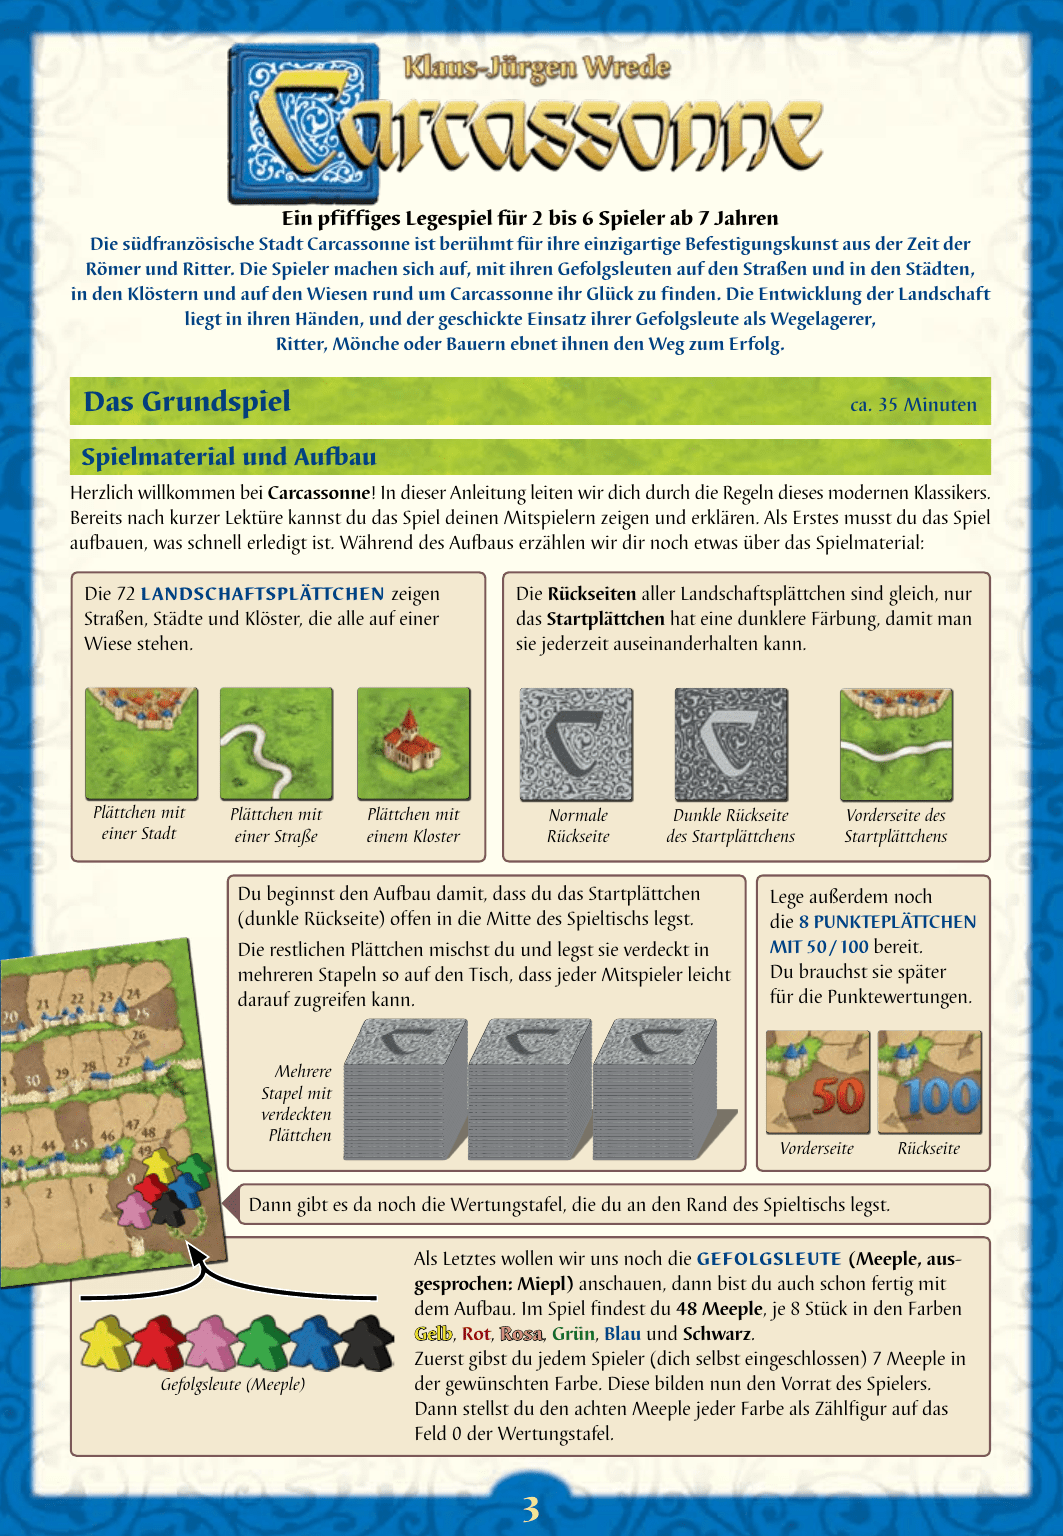 Klaus-Jürgen Wrede
Carcassonne
Ein pfiffiges Legespiel für 2 bis 6 Spieler ab 7 Jahren
Die südfranzösische Stadt Carcassonne ist berühmt für ihre einzigartige Befestigungskunst aus der Zeit der
Römer und Ritter. Die Spieler machen sich auf, mit ihren Gefolgsleuten auf den Straßen und in den Städten,
in den Klöstern und auf den Wiesen rund um Carcassonne ihr Glück zu finden. Die Entwicklung der Landschaft
liegt in ihren Händen, und der geschickte Einsatz ihrer Gefolgsleute als Wegelagerer,
Ritter, Mönche oder Bauern ebnet ihnen den Weg zum Erfolg.
Das Grundspiel
ca. 35 Minuten
Spielmaterial und Aufbau
Herzlich willkommen bei Carcassonne! In dieser Anleitung leiten wir dich durch die Regeln dieses modernen Klassikers.
Bereits nach kurzer Lektüre kannst du das Spiel deinen Mitspielern zeigen und erklären. Als Erstes musst du das Spiel
aufbauen, was schnell erledigt ist. Während des Aufbaus erzählen wir dir noch etwas über das Spielmaterial:
Die 72 LANDSCHAFTSPLÄTTCHEN zeigen
Straßen, Städte und Klöster, die alle auf einer
Wiese stehen.
Plättchen mit
einer Stadt
Plättchen mit
einer Straße
Plättchen mit
einem Kloster
Die Rückseiten aller Landschaftsplättchen sind gleich, nur
das Startplättchen hat eine dunklere Färbung, damit man
sie jederzeit auseinanderhalten kann.
C
C
Normale
Rückseite
Dunkle Rückseite
des Startplättchens
Vorderseite des
Startplättchens
Du beginnst den Aufbau damit, dass du das Startplättchen
(dunkle Rückseite) offen in die Mitte des Spieltischs legst.
Die restlichen Plättchen mischst du und legst sie verdeckt in
mehreren Stapeln so auf den Tisch, dass jeder Mitspieler leicht
darauf zugreifen kann.
C C C
Mehrere
Stapel mit
verdeckten
Plättchen
Lege außerdem noch
die 8 PUNKTEPLÄTTCHEN
MIT 50 / 100 bereit.
Du brauchst sie später
für die Punktewertungen.
50
100
Vorderseite
Rückseite
20 21 22 23 24
25
26
30 29 28 27
43 44 45 46 47 48
49
3 2 1 0
Dann gibt es da noch die Wertungstafel, die du an den Rand des Spieltischs legst.
Gefolgsleute (Meeple)
Als Letztes wollen wir uns noch die GEFOLGSLEUTE (Meeple, aus-
gesprochen: Miepl) anschauen, dann bist du auch schon fertig mit
dem Aufbau. Im Spiel findest du 48 Meeple, je 8 Stück in den Farben
Gelb, Rot, Rosa, Grün, Blau und Schwarz.
Zuerst gibst du jedem Spieler (dich selbst eingeschlossen) 7 Meeple in
der gewünschten Farbe. Diese bilden nun den Vorrat des Spielers.
Dann stellst du den achten Meeple jeder Farbe als Zählfigur auf das
Feld 0 der Wertungstafel.
3